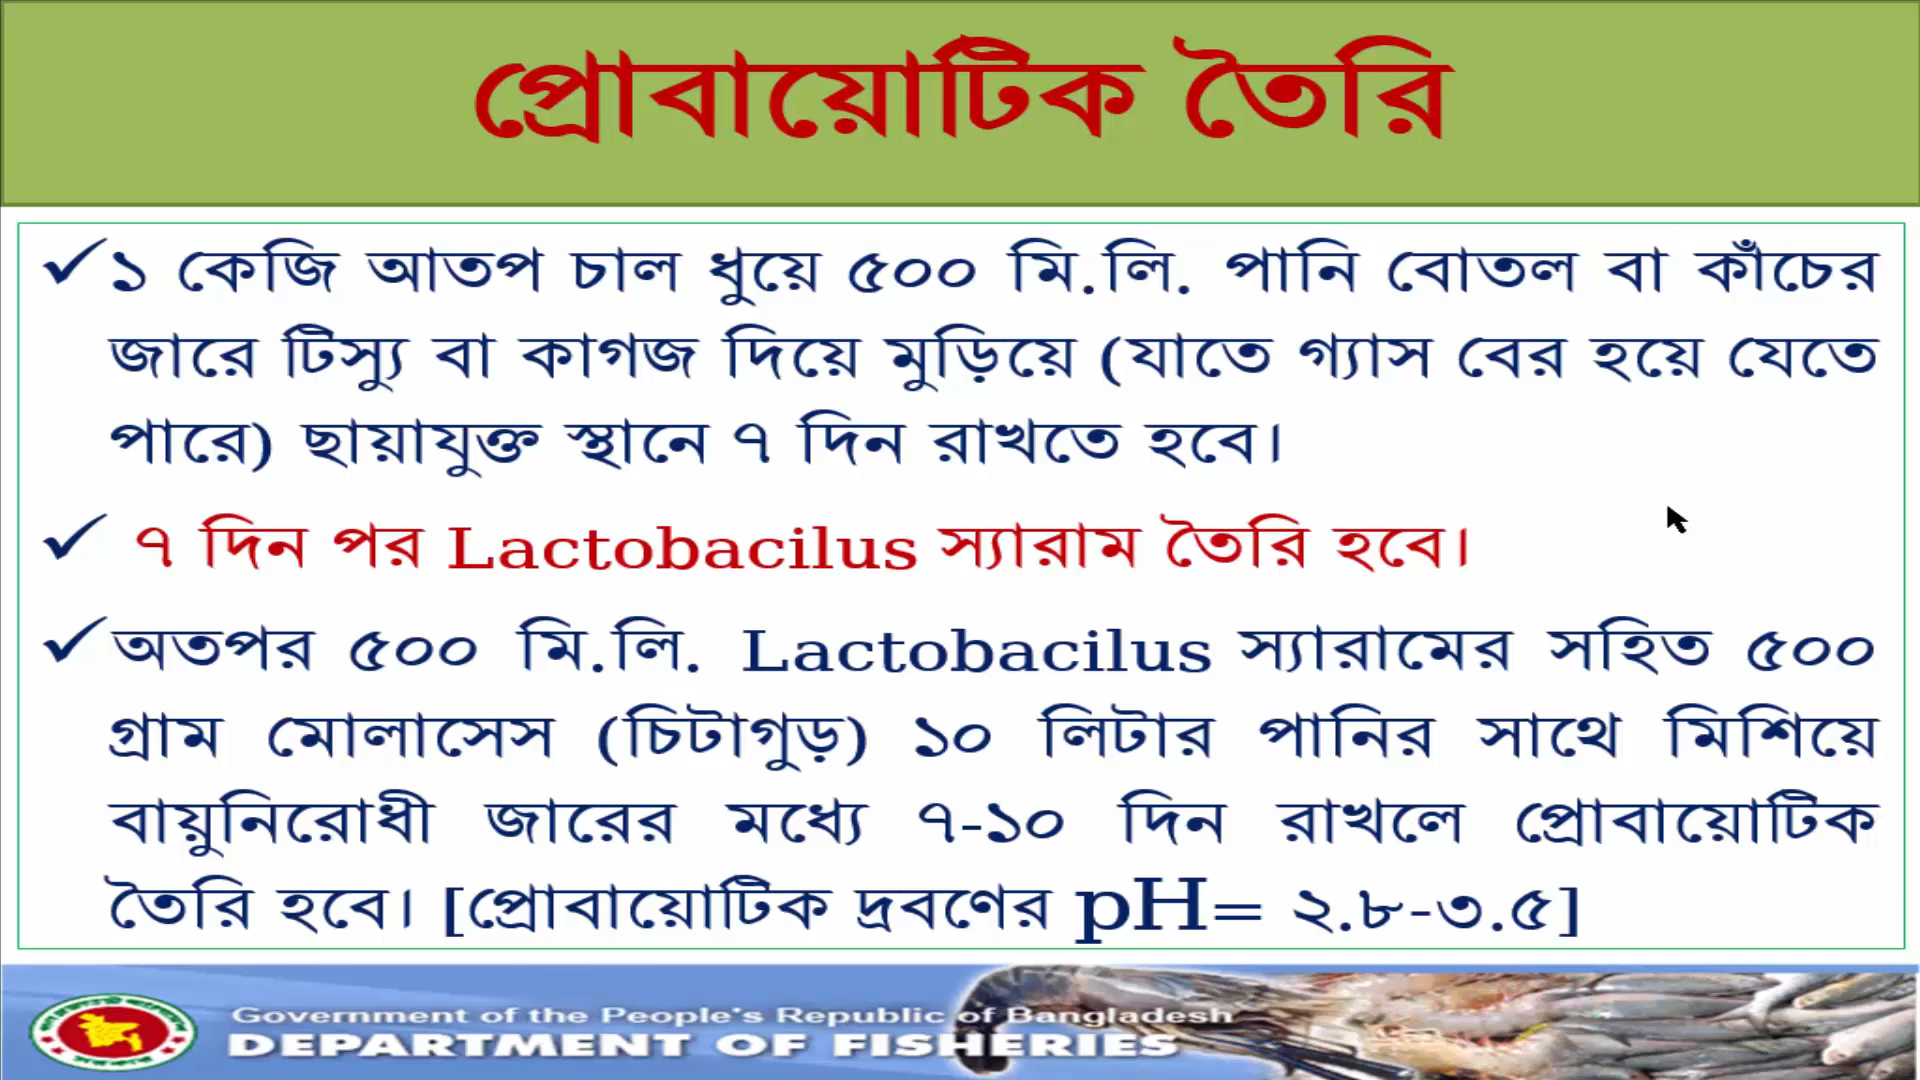 প্রোবায়োটিক তৈরি
✓১ কেজি আতপ চাল ধুয়ে ৫০০ মি.লি. পানি বোতল বা কাঁচের
জারে টিস্যু বা কাগজ দিয়ে মুড়িয়ে (যাতে গ্যাস বের হয়ে যেতে
পারে) ছায়াযুক্ত স্থানে ৭ দিন রাখতে হবে।
✓ ৭ দিন পর Lactobacilus স্যারাম তৈরি হবে।
✓অতপর ৫০০ মি.লি. Lactobacilus স্যারামের সহিত ৫০০
গ্রাম মোলাসেস (চিটাগুড়) ১০ লিটার পানির সাথে মিশিয়ে
বায়ুনিরোধী জারের মধ্যে ৭-১০ দিন রাখলে প্রোবায়োটিক
তৈরি হবে। [প্রোবায়োটিক দ্রবণের pH= ২.৮-৩.৫]
Government of the People's Republic of Bangladesh
DEPARTMENT OF FISHERIES